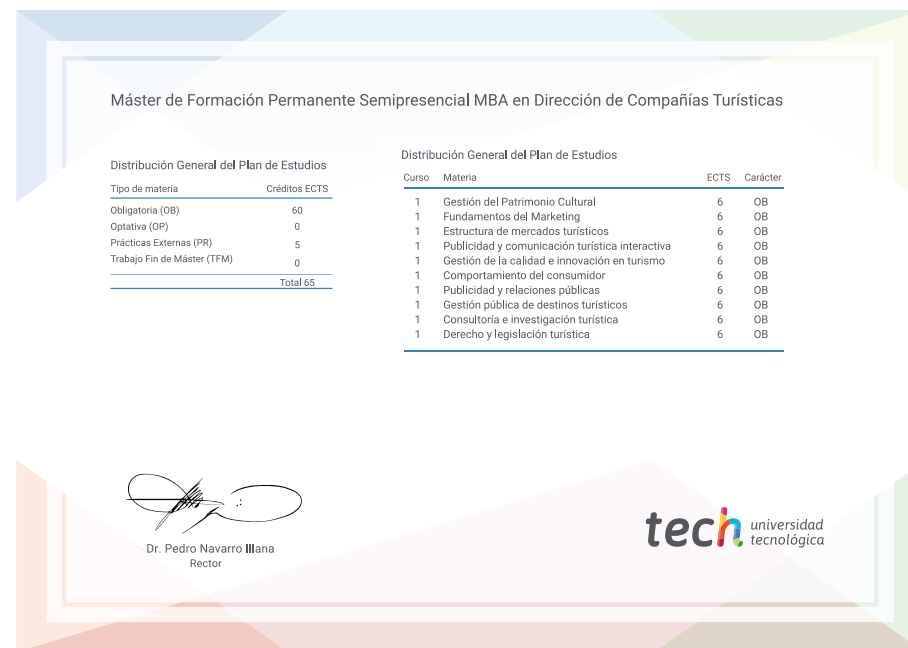 Máster de Formación Permanente Semipresencial MBA en Dirección de Compañías Turísticas
Distribución General del Plan de Estudios
Tipo de materia Créditos ECTS
Obligatoria (OB) 60
Optativa (OP) 0
Prácticas Externas (PR) 5
Trabajo Fin de Máster (TFM) 0
Total 65
Distribución General del Plan de Estudios
Curso Materia ECTS Carácter
1 Gestión del Patrimonio Cultural 6 OB
1 Fundamentos del Marketing 6 OB
1 Estructura de mercados turísticos 6 OB
1 Publicidad y comunicación turística interactiva 6 OB
1 Gestión de la calidad e innovación en turismo 6 OB
1 Comportamiento del consumidor 6 OB
1 Publicidad y relaciones públicas 6 OB
1 Gestión pública de destinos turísticos 6 OB
1 Consultoría e investigación turística 6 OB
1 Derecho y legislación turística 6 OB
Dr. Pedro Navarro Illana
Rector
tech universidad
tecnológica